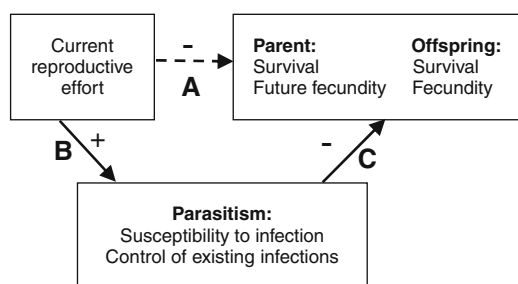 Current
reproductive
effort
-
A
Parent:
Survival
Future fecundity
Offspring:
Survival
Fecundity
B
+
-
C
Parasitism:
Susceptibility to infection
Control of existing infections